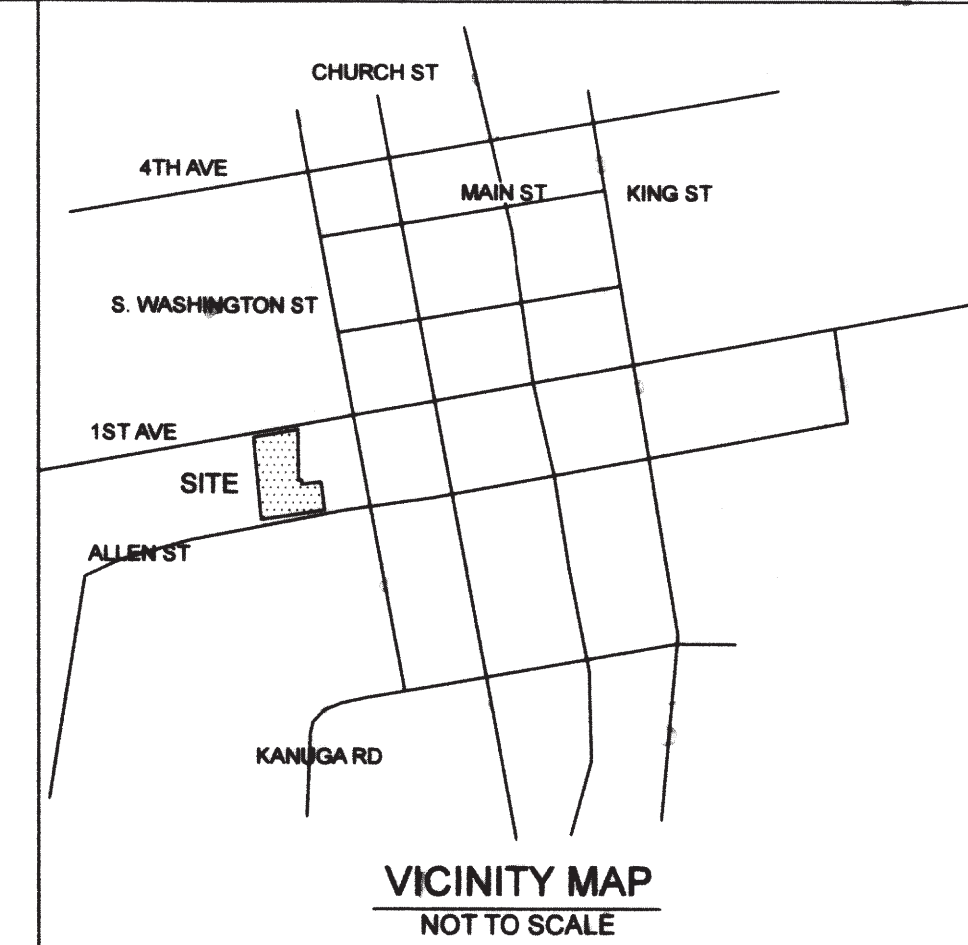 CHURCH ST
4TH AVE
MAIN ST
KING ST
S. WASHINGTON ST
1ST AVE
SITE
ALLEN ST
KANUGA RD
VICINITY MAP
NOT TO SCALE